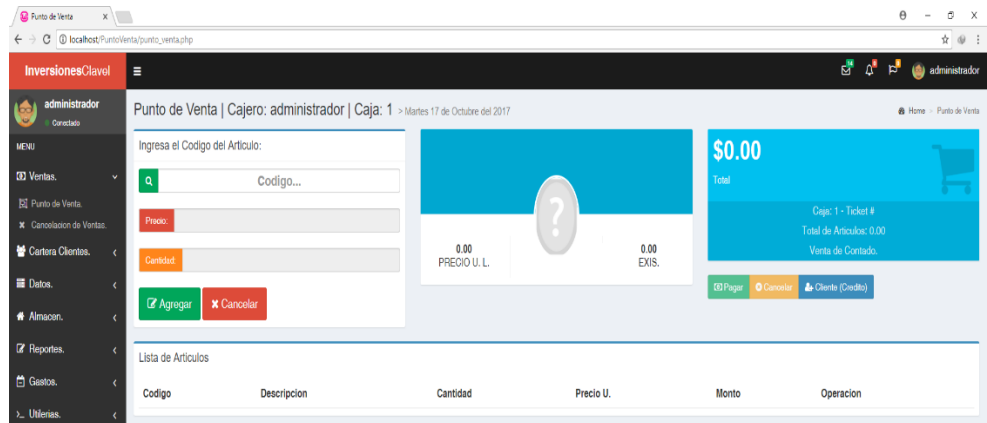 Punto de Venta
localhost/PuntoVenta/punto_venta.php
InversionesClavel
14
administrador
administrador
Conectado
Punto de Venta | Cajero: administrador | Caja: 1 > Martes 17 de Octubre del 2017
Home > Punto de Venta
MENU
Ventas.
Punto de Venta.
Cancelacion de Ventas.
Cartera Clientes.
Datos.
Almacen.
Reportes.
Gastos.
Utilerias.
Ingresa el Codigo del Articulo:
Codigo...
Precio:
Cantidad:
Agregar
Cancelar
?
0.00
PRECIO U. L.
0.00
EXIS.
$0.00
Total
Caja: 1 - Ticket #
Total de Articulos: 0.00
Venta de Contado.
Pagar
Cancelar
Cliente (Credito)
Lista de Articulos
Codigo Descripcion Cantidad Precio U. Monto Operacion